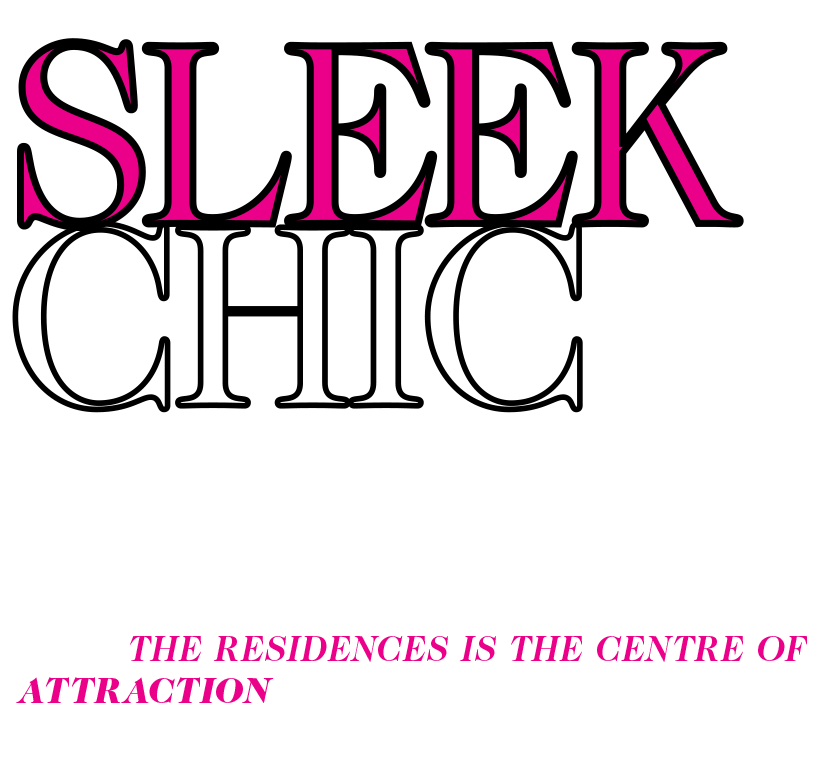 SLEEK
CHIC
THE RESIDENCES IS THE CENTRE OF
ATTRACTION